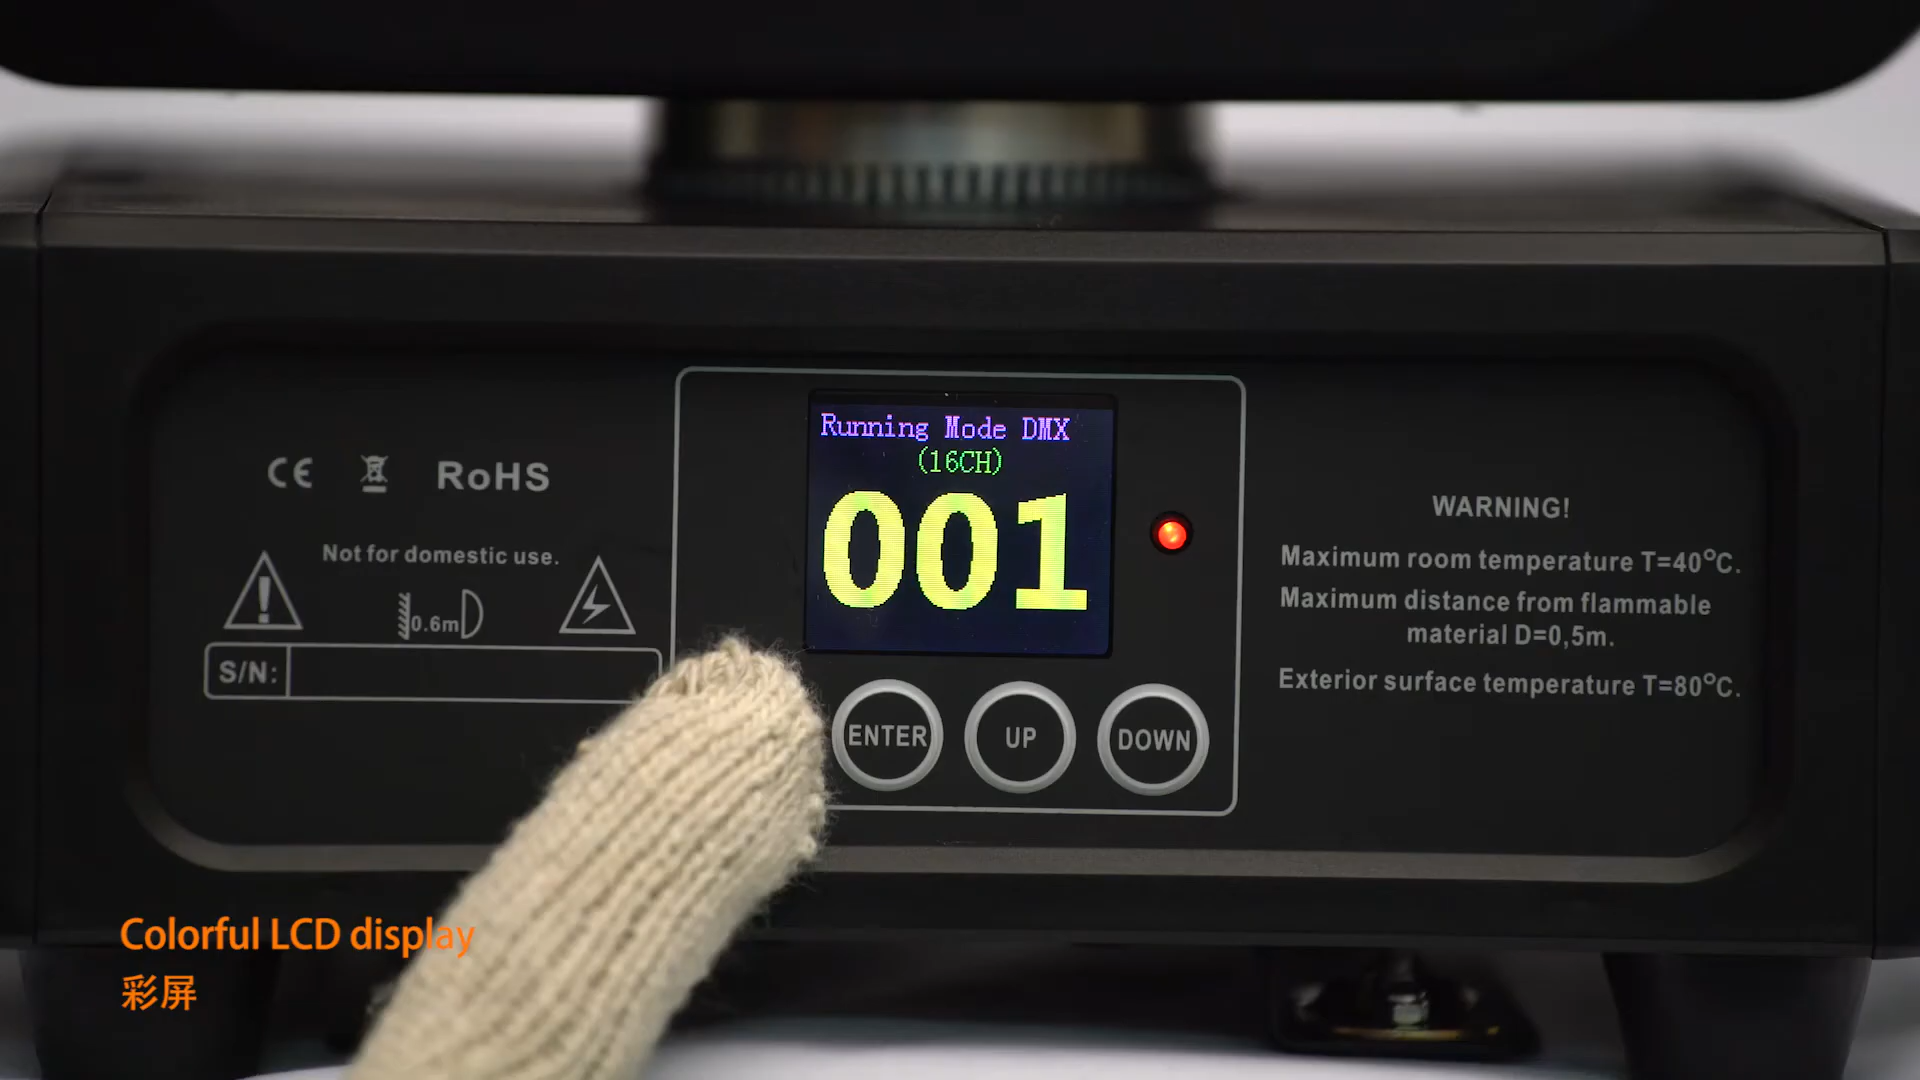 Running Mode DMX
(16CH)
001
CE RoHS
Not for domestic use.
0.6m
S/N:
ENTER UP DOWN
WARNING!
Maximum room temperature T=40°C.
Maximum distance from flammable
material D=0,5m.
Exterior surface temperature T=80°C.
Colorful LCD display
彩屏